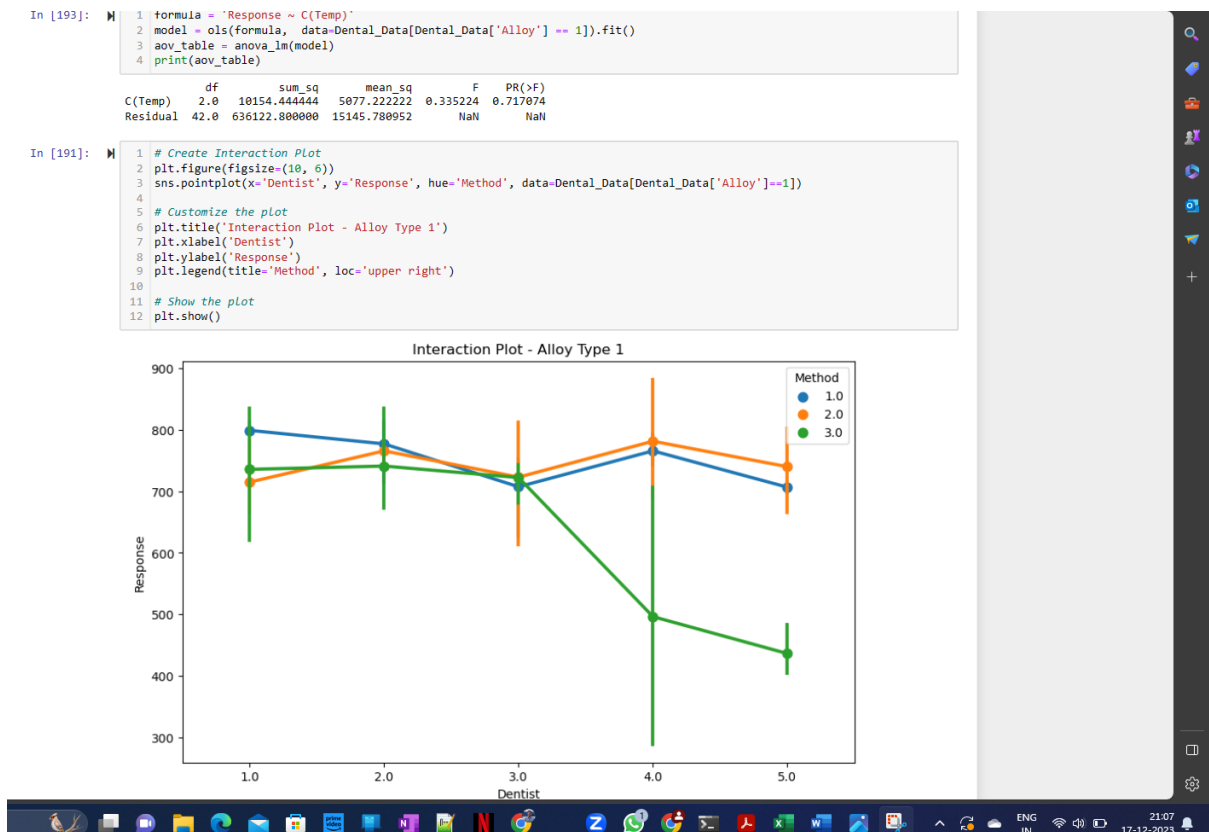 In [193]:
1 formula = 'Response ~ C(Temp)'
2 model = ols(formula, data=Dental_Data[Dental_Data['Alloy'] == 1]).fit()
3 aov_table = anova_lm(model)
4 print(aov_table)
df sum_sq mean_sq F PR(>F)
C(Temp) 2.0 10154.444444 5077.222222 0.335224 0.717074
Residual 42.0 636122.800000 15145.780952 NaN NaN
In [191]:
1 # Create Interaction Plot
2 plt.figure(figsize=(10, 6))
3 sns.pointplot(x='Dentist', y='Response', hue='Method', data=Dental_Data[Dental_Data['Alloy']==1])
4
5 # Customize the plot
6 plt.title('Interaction Plot - Alloy Type 1')
7 plt.xlabel('Dentist')
8 plt.ylabel('Response')
9 plt.legend(title='Method', loc='upper right')
10
11 # Show the plot
12 plt.show()
Interaction Plot - Alloy Type 1
900
800
700
600
500
400
300
Response
Method
1.0
2.0
3.0
1.0 2.0 3.0 4.0 5.0
Dentist
prime video
ENG
IN
21:07
17-12-2023